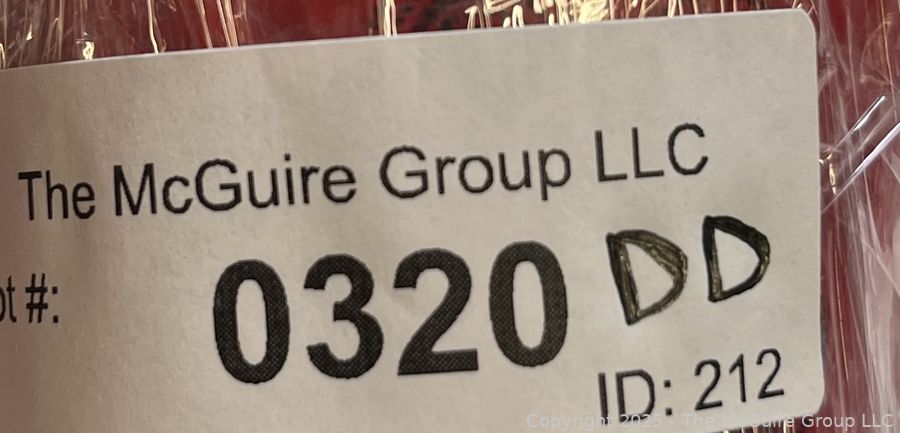 The McGuire Group LLC
ot #: 0320 DD
ID: 212
Copyright 2025 - The McGuire Group LLC